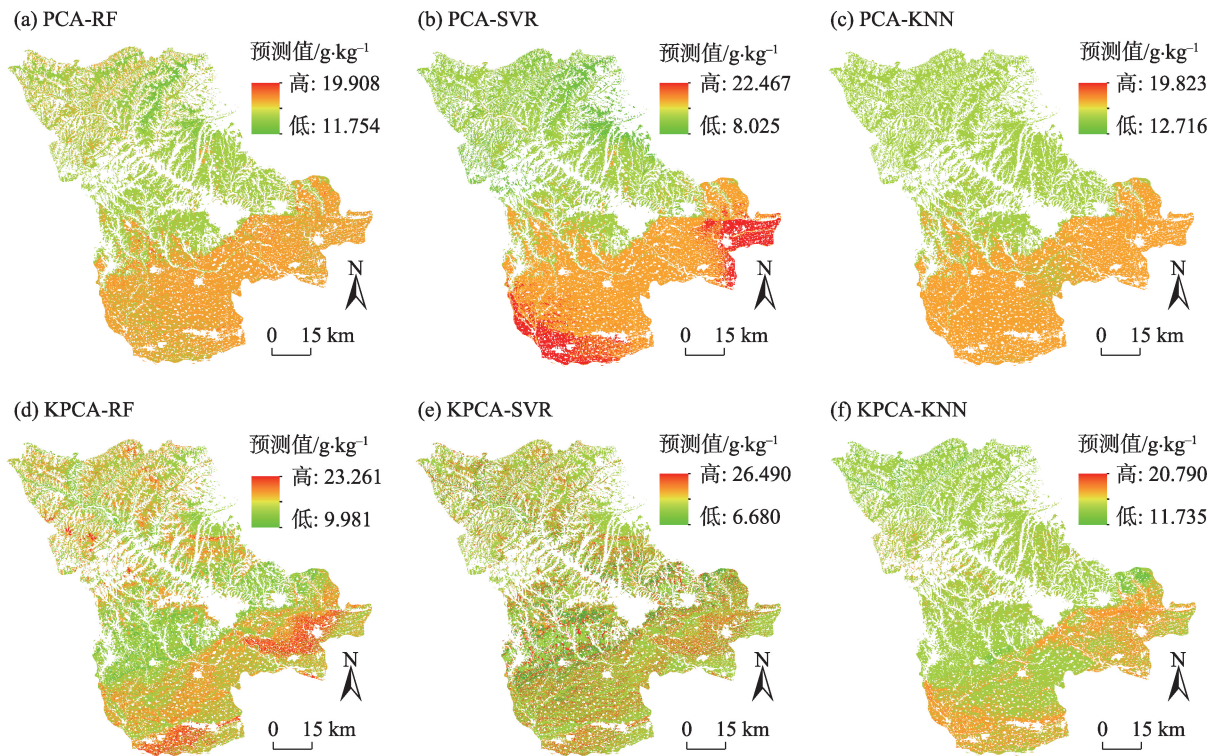 (a) PCA-RF
预测值/g·kg⁻¹
高: 19.908
低: 11.754
N
0 15 km
(b) PCA-SVR
预测值/g·kg⁻¹
高: 22.467
低: 8.025
N
0 15 km
(c) PCA-KNN
预测值/g·kg⁻¹
高: 19.823
低: 12.716
N
0 15 km
(d) KPCA-RF
预测值/g·kg⁻¹
高: 23.261
低: 9.981
N
0 15 km
(e) KPCA-SVR
预测值/g·kg⁻¹
高: 26.490
低: 6.680
N
0 15 km
(f) KPCA-KNN
预测值/g·kg⁻¹
高: 20.790
低: 11.735
N
0 15 km